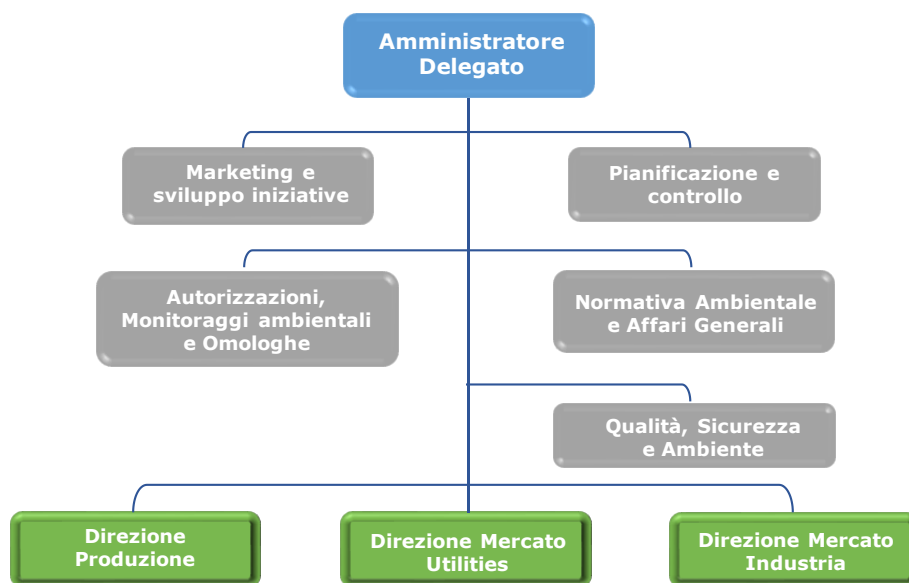 Amministratore
Delegato
Marketing e
sviluppo iniziative
Pianificazione e
controllo
Autorizzazioni,
Monitoraggi ambientali
e Omologhe
Normativa Ambientale
e Affari Generali
Qualità, Sicurezza
e Ambiente
Direzione
Produzione
Direzione Mercato
Utilities
Direzione Mercato
Industria